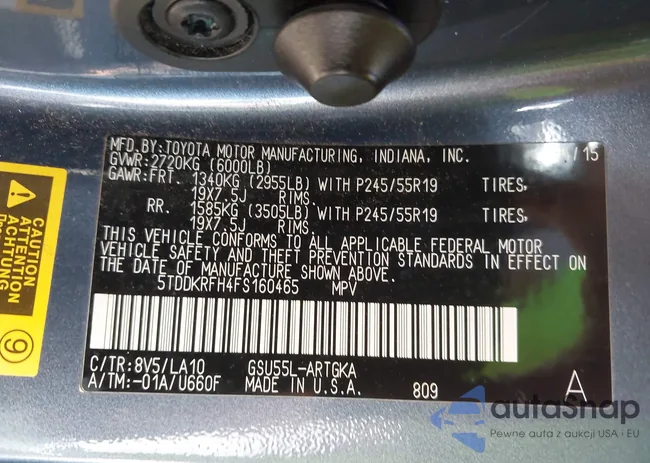 MFD.BY:TOYOTA MOTOR MANUFACTURING, INDIANA, INC. /15
GVWR:2720KG (6000LB)
GAWR:FRT. 1340KG (2955LB) WITH P245/55R19 TIRES,
19X7.5J RIMS.
RR. 1585KG (3505LB) WITH P245/55R19 TIRES,
19X7.5J RIMS.
THIS VEHICLE CONFORMS TO ALL APPLICABLE FEDERAL MOTOR
VEHICLE SAFETY AND THEFT PREVENTION STANDARDS IN EFFECT ON THE
DATE OF MANUFACTURE SHOWN ABOVE.
5TDDKRFH4FS160465 MPV
C/TR:8V5/LA10 GSU55L-ARTGKA
A/TM:-01A/U660F MADE IN U.S.A. 809 A
CAUTION
ATTENTION
ACHTUNG
9
autaSnap
Pewne auta z aukcji USA i EU